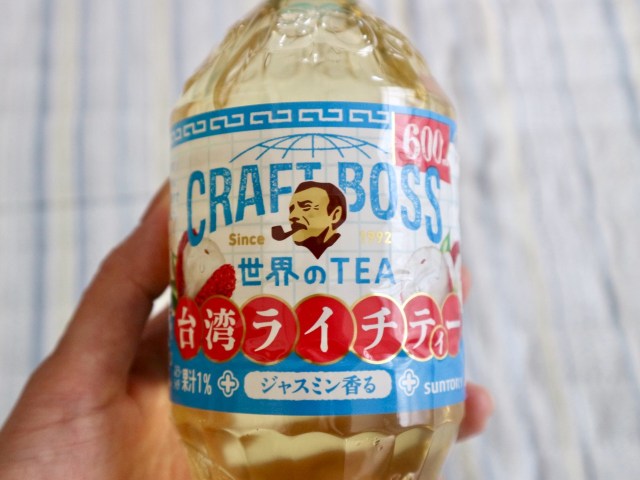 600
CRAFT BOSS
Since 1992
世界のTEA
台湾ライチティー
果汁1%
ジャスミン香る
SUNTORY